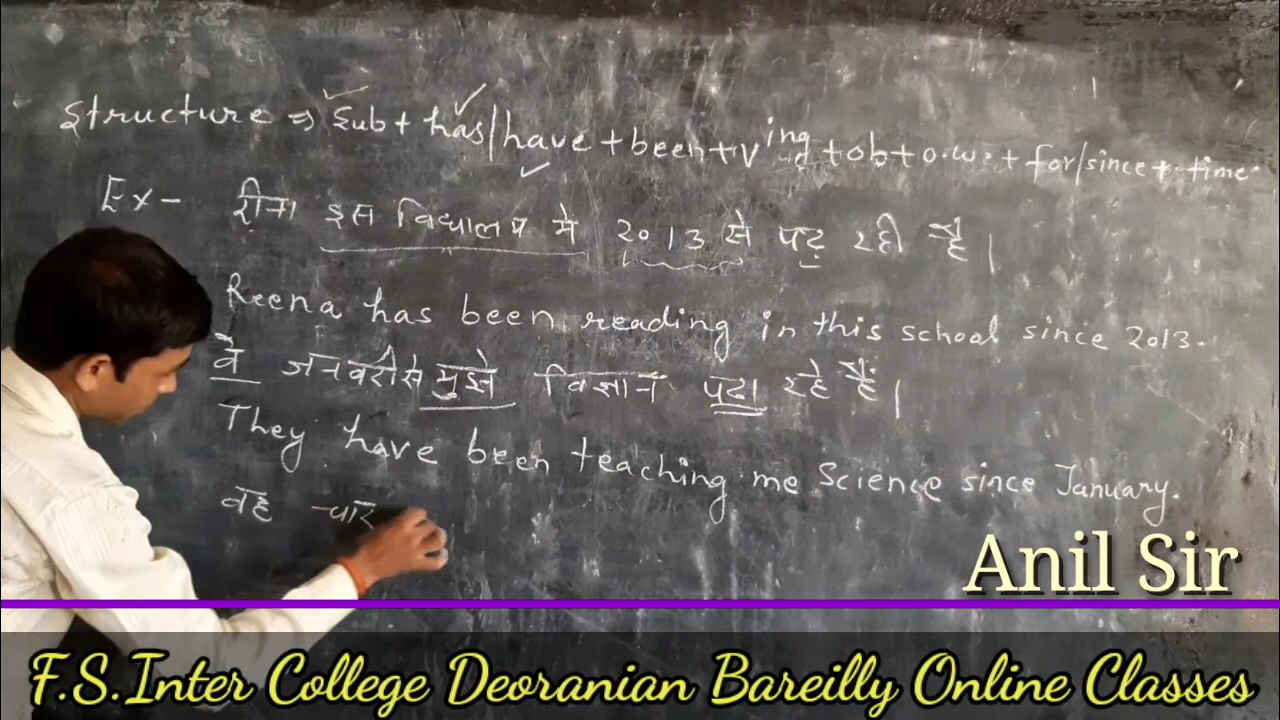 Structure ⇒ Sub + has/have + been + v ing + ob + o.w. + for/since + time.
Ex - रीना इस विद्यालय मे 2013 से पढ़ रही है।
Reena has been reading in this school since 2013.
वे जनवरी से मुझे विज्ञान पढा रहे हैं।
They have been teaching me Science since January.
वह चार
Anil Sir
F.S.Inter College Deoranian Bareilly Online Classes